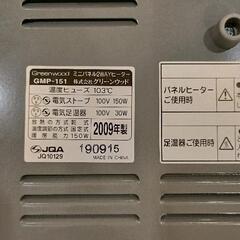 Greenwood ミニパネル2WAYヒーター
GMP-151 株式会社グリーンウッド
温度ヒューズ 103℃
電気ストーブ 100V 150W
電気足温器 100V 30W
2009年製
JQA
JQ10129
190915
MADE IN CHINA
パネルヒーター
ご使用時
足温器
ご使用時